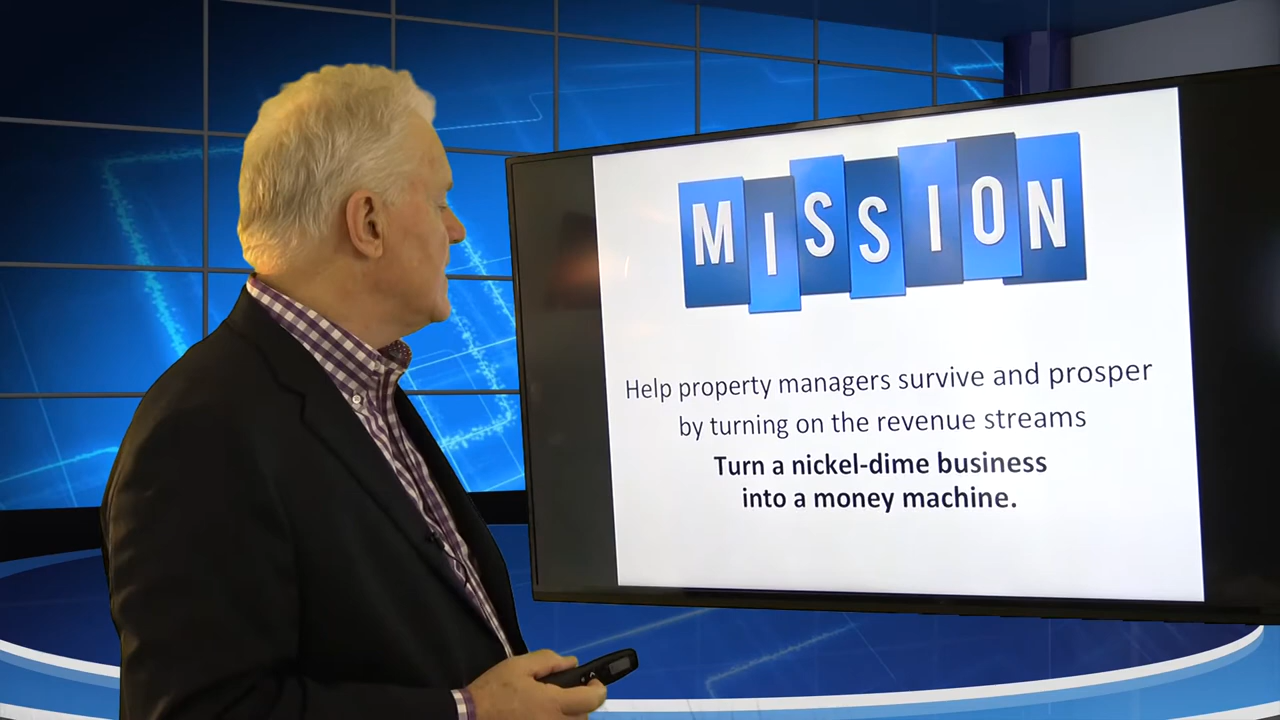 MISSION
Help property managers survive and prosper
by turning on the revenue streams
Turn a nickel-dime business
into a money machine.